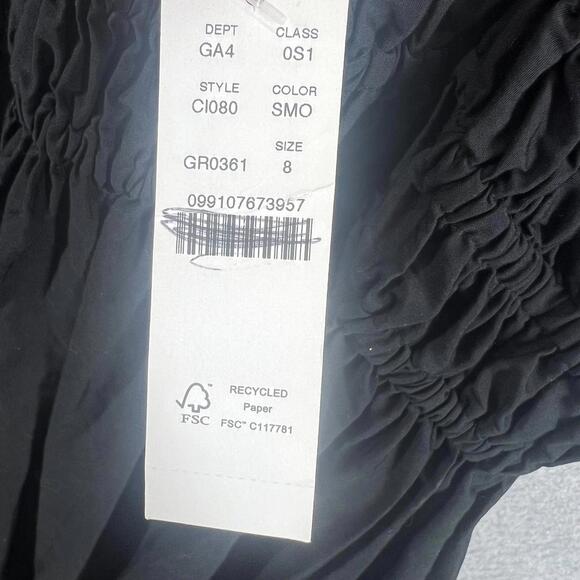 DEPT CLASS
GA4 0S1
STYLE COLOR
CI080 SMO
SIZE
GR0361 8
099107673957
RECYCLED
Paper
FSC FSC™ C117781